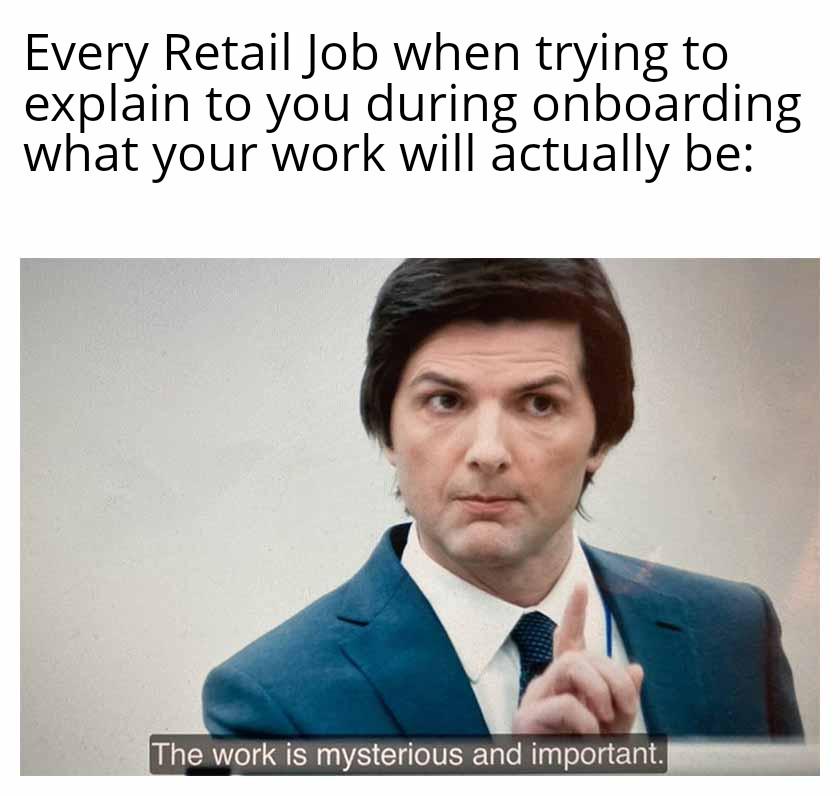 Every Retail Job when trying to
explain to you during onboarding
what your work will actually be:
The work is mysterious and important.